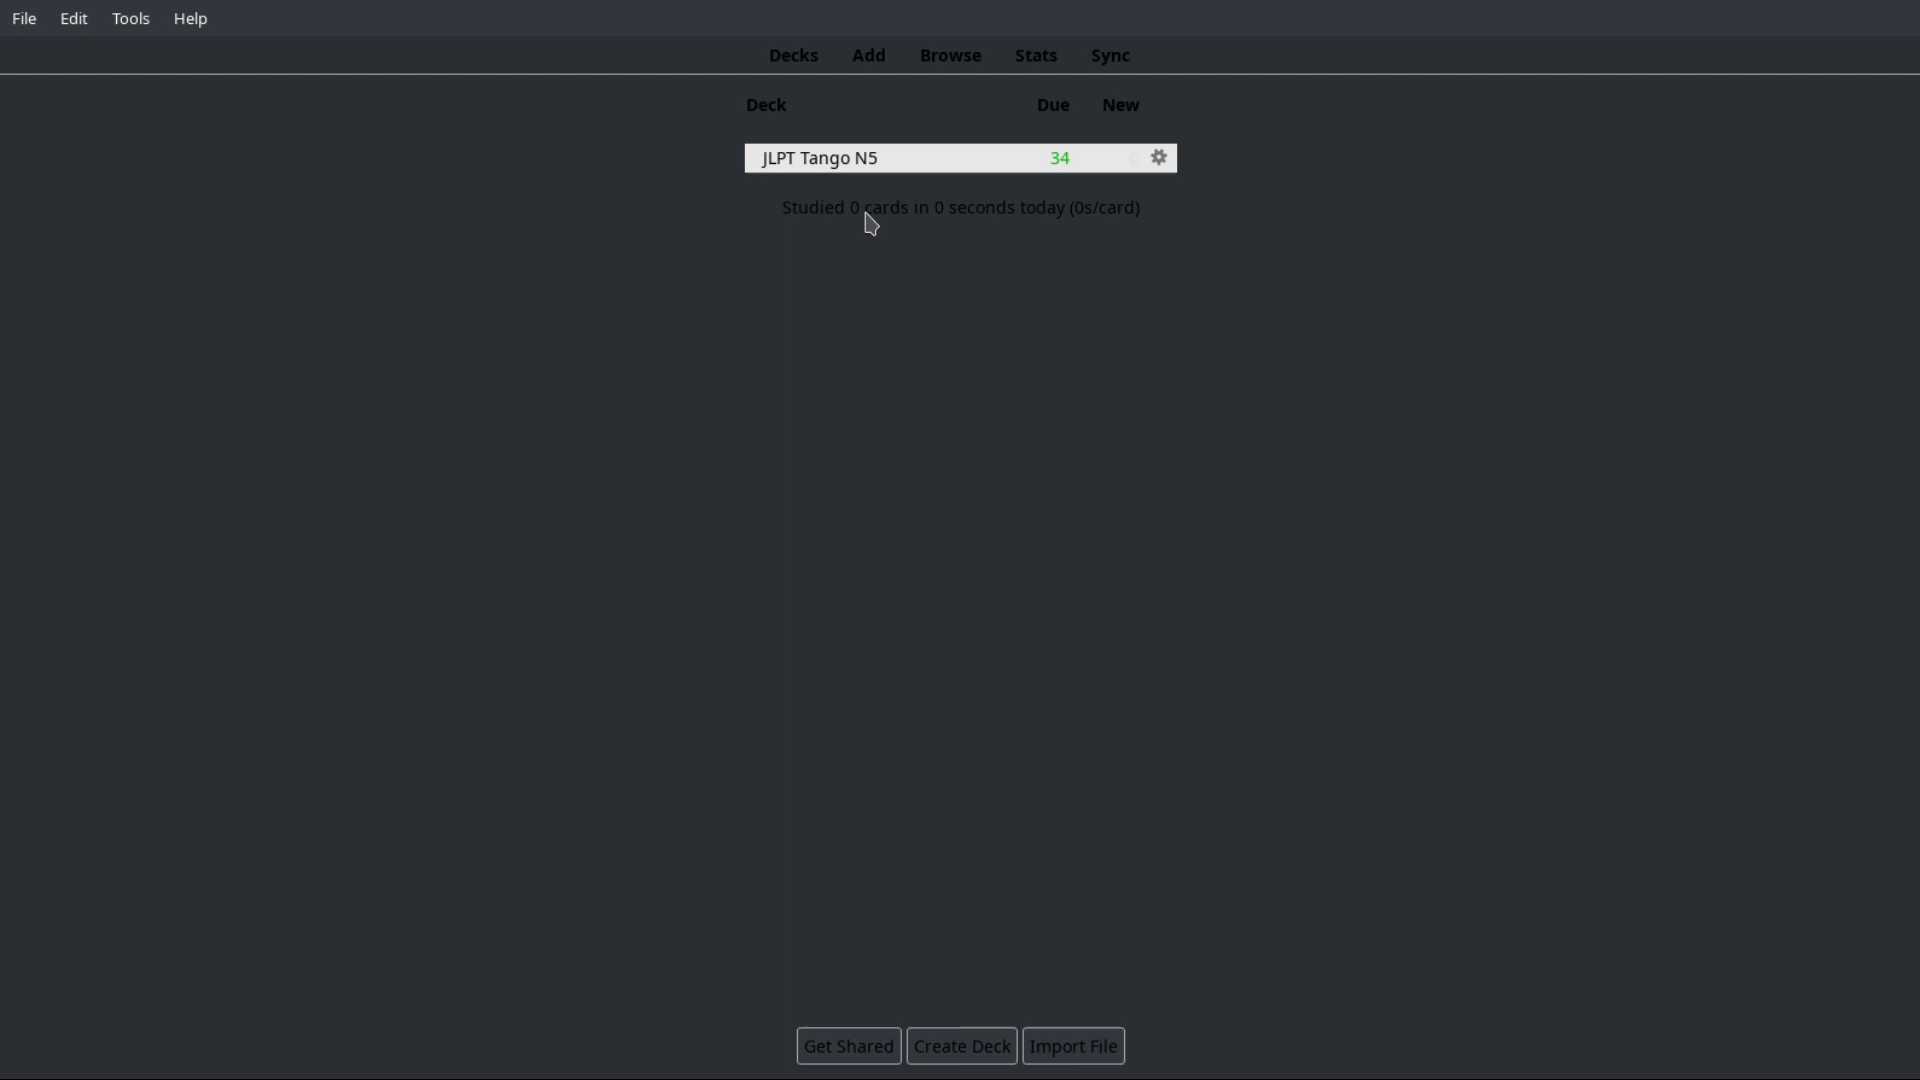 File Edit Tools Help
Decks Add Browse Stats Sync
Deck Due New
JLPT Tango N5 34 0
Studied 0 cards in 0 seconds today (0s/card)
Get Shared Create Deck Import File